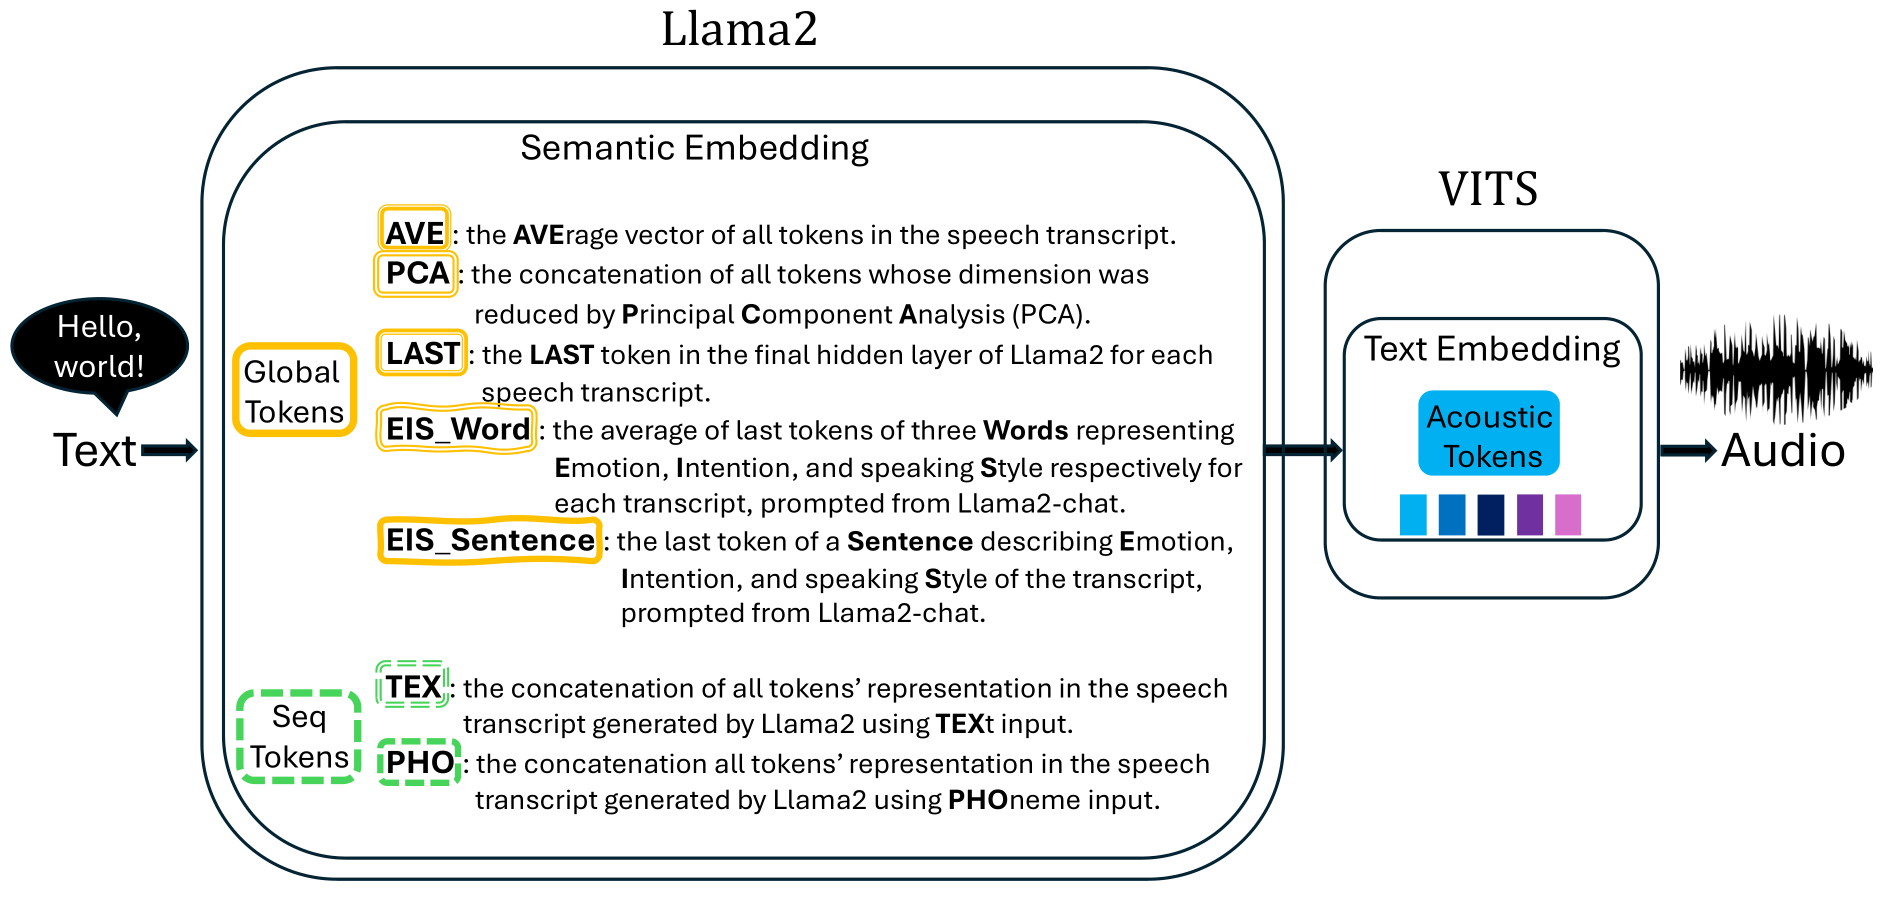 Llama2
Semantic Embedding
AVE : the AVErage vector of all tokens in the speech transcript.
PCA : the concatenation of all tokens whose dimension was
reduced by Principal Component Analysis (PCA).
LAST : the LAST token in the final hidden layer of Llama2 for each
speech transcript.
EIS_Word : the average of last tokens of three Words representing
Emotion, Intention, and speaking Style respectively for
each transcript, prompted from Llama2-chat.
EIS_Sentence : the last token of a Sentence describing Emotion,
Intention, and speaking Style of the transcript,
prompted from Llama2-chat.
TEX : the concatenation of all tokens’ representation in the speech
transcript generated by Llama2 using TEXt input.
PHO : the concatenation all tokens’ representation in the speech
transcript generated by Llama2 using PHOneme input.
Global
Tokens
Seq
Tokens
Hello,
world!
Text
VITS
Text Embedding
Acoustic
Tokens
Audio